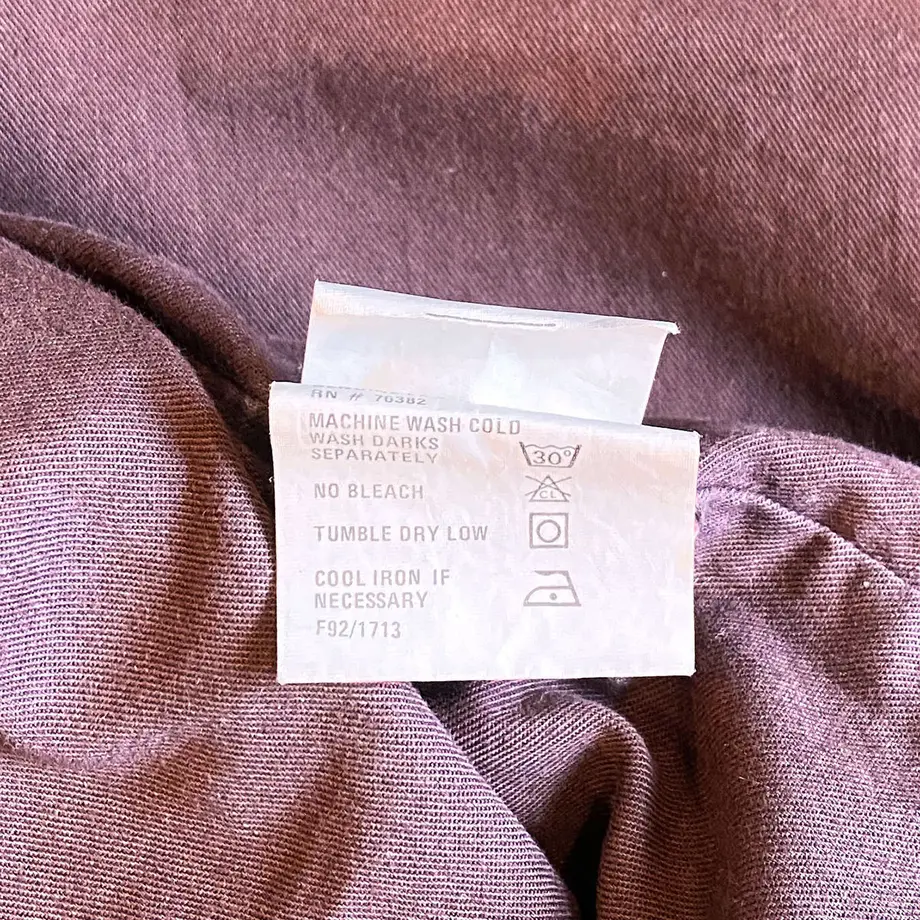 RN # 76382
MACHINE WASH COLD
WASH DARKS
SEPARATELY
30°
NO BLEACH
CL
TUMBLE DRY LOW
COOL IRON IF
NECESSARY
F92/1713